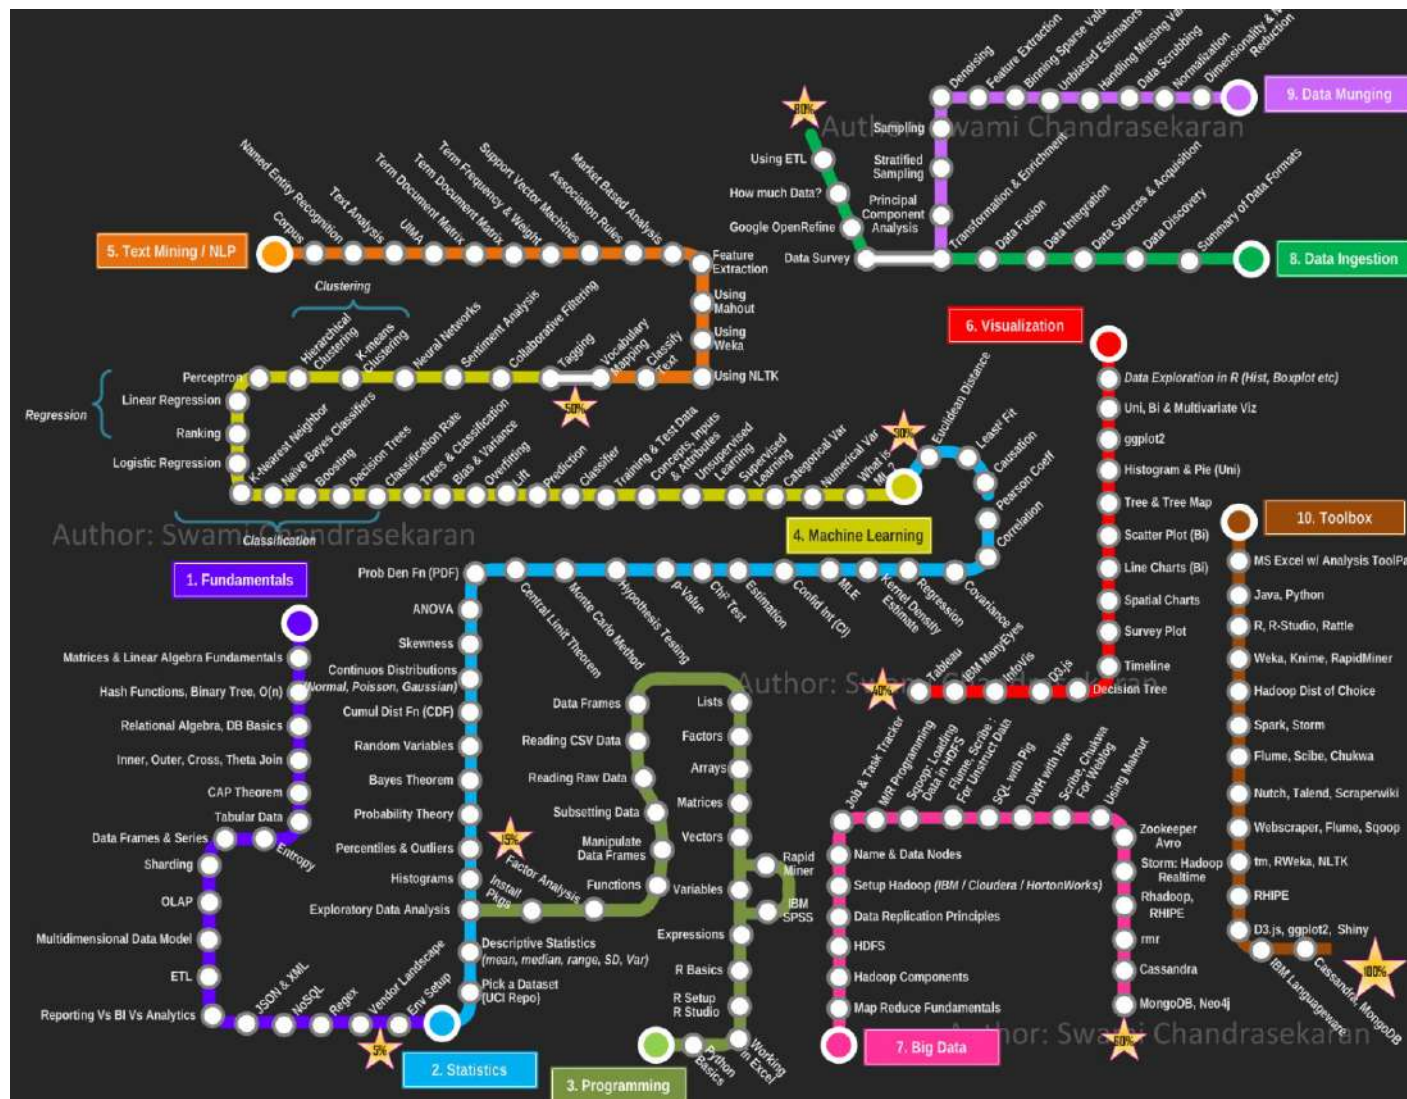 9. Data Munging
Denoising
Feature Extraction
Binning Sparse
Unbiased Estimators
Handling Missing
Data Scrubbing
Normalization
Dimensionality &
Reduction
Sampling
Stratified
Sampling
Principal
Component
Analysis
80%
Using ETL
How much Data?
Google OpenRefine
Data Survey
Transformation & Enrichment
Data Fusion
Data Integration
Data Sources & Acquisition
Data Discovery
Summary of Data Formats
8. Data Ingestion
Author: Swami Chandrasekaran
5. Text Mining / NLP
Corpus
Named Entity Recognition
Text Analysis
UIMA
Term Document Matrix
Term Document Matrix
Term Frequency & Weight
Support Vector Machines
Association Rules
Market Based Analysis
Feature
Extraction
Using
Mahout
Using
Weka
Using NLTK
Classify
Text
Vocabulary
Mapping
50%
Tagging
Collaborative Filtering
Sentiment Analysis
Neural Networks
Clustering
K-means
Clustering
Hierarchical
Clustering
Perceptron
Regression
Linear Regression
Ranking
Logistic Regression
K-Nearest Neighbor
Naive Bayes Classifiers
Boosting
Decision Trees
Classification Rate
Trees & Classification
Bias & Variance
Overfitting
Lift
Prediction
Classifier
Training & Test Data
Concepts, Inputs
& Attributes
Unsupervised
Learning
Supervised
Learning
Categorical Var
Numerical Var
What is
ML?
Classification
30%
4. Machine Learning
Author: Swami Chandrasekaran
6. Visualization
Data Exploration in R (Hist, Boxplot etc)
Uni, Bi & Multivariate Viz
ggplot2
Histogram & Pie (Uni)
Tree & Tree Map
Scatter Plot (Bi)
Line Charts (Bi)
Spatial Charts
Survey Plot
Timeline
Decision Tree
D3.js
InfoVis
IBM ManyEyes
Tableau
40%
10. Toolbox
MS Excel w/ Analysis ToolPa
Java, Python
R, R-Studio, Rattle
Weka, Knime, RapidMiner
Hadoop Dist of Choice
Spark, Storm
Flume, Scibe, Chukwa
Nutch, Talend, Scraperwiki
Webscraper, Flume, Sqoop
tm, RWeka, NLTK
RHIPE
D3.js, ggplot2, Shiny
IBM Languageware
Cassandra, MongoDB
100%
1. Fundamentals
Matrices & Linear Algebra Fundamentals
Hash Functions, Binary Tree, O(n)
Relational Algebra, DB Basics
Inner, Outer, Cross, Theta Join
CAP Theorem
Tabular Data
Entropy
Data Frames & Series
Sharding
OLAP
Multidimensional Data Model
ETL
Reporting Vs BI Vs Analytics
JSON & XML
NoSQL
Regex
Vendor Landscape
Env Setup
5%
2. Statistics
Pick a Dataset
(UCI Repo)
Descriptive Statistics
(mean, median, range, SD, Var)
Exploratory Data Analysis
Histograms
Percentiles & Outliers
Probability Theory
Bayes Theorem
Random Variables
Cumul Dist Fn (CDF)
Continuos Distributions
(Normal, Poisson, Gaussian)
Skewness
ANOVA
Prob Den Fn (PDF)
Central Limit Theorem
Monte Carlo Method
Hypothesis Testing
p-Value
Chi² Test
Estimation
Confid Int (CI)
MLE
Kernel Density
Estimate
Regression
Covariance
Correlation
Pearson Coeff
Causation
Least² Fit
Euclidean Distance
Author: Swami Chandrasekaran
3. Programming
Python
Basics
Working
in Excel
R Setup
R Studio
R Basics
Expressions
Variables
IBM
SPSS
Rapid
Miner
Vectors
Matrices
Arrays
Factors
Lists
Data Frames
Reading CSV Data
Reading Raw Data
Subsetting Data
Manipulate
Data Frames
Functions
Factor Analysis
Install
Pkgs
15%
7. Big Data
Map Reduce Fundamentals
Hadoop Components
HDFS
Data Replication Principles
Setup Hadoop (IBM / Cloudera / HortonWorks)
Name & Data Nodes
Job & Task Tracker
M/R Programming
Sqoop: Loading
Data in HDFS
Flume, Scribe :
For Unstruct Data
SQL with Pig
DWH with Hive
Scribe, Chukwa
For Weblog
Using Mahout
Zookeeper
Avro
Storm: Hadoop
Realtime
Rhadoop,
RHIPE
rmr
Cassandra
MongoDB, Neo4j
60%
Author: Swami Chandrasekaran